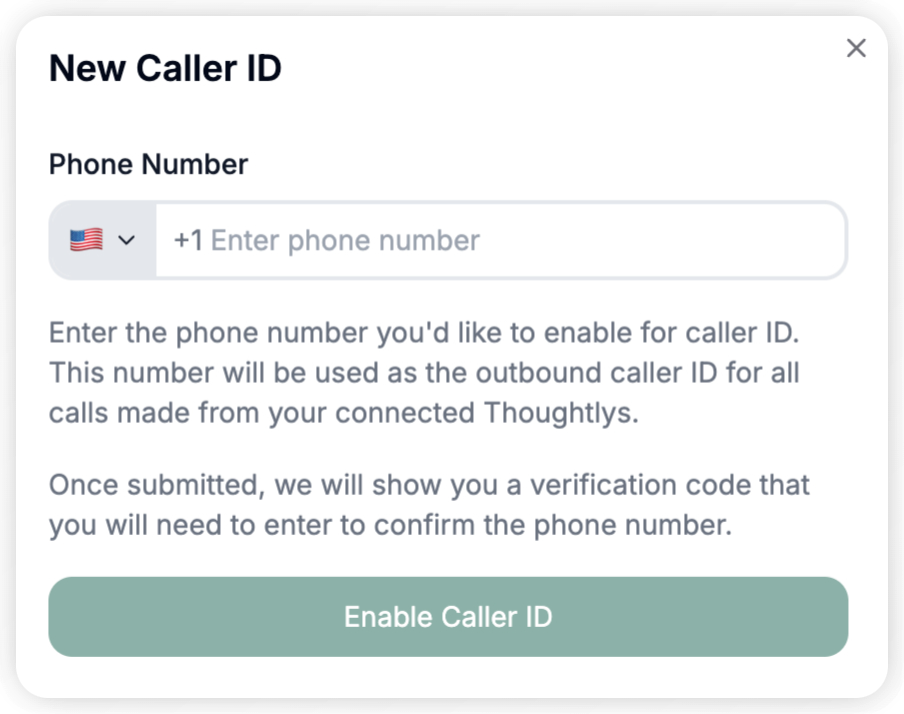 New Caller ID
Phone Number
+1 Enter phone number
Enter the phone number you'd like to enable for caller ID.
This number will be used as the outbound caller ID for all
calls made from your connected Thoughtlys.
Once submitted, we will show you a verification code that
you will need to enter to confirm the phone number.
Enable Caller ID